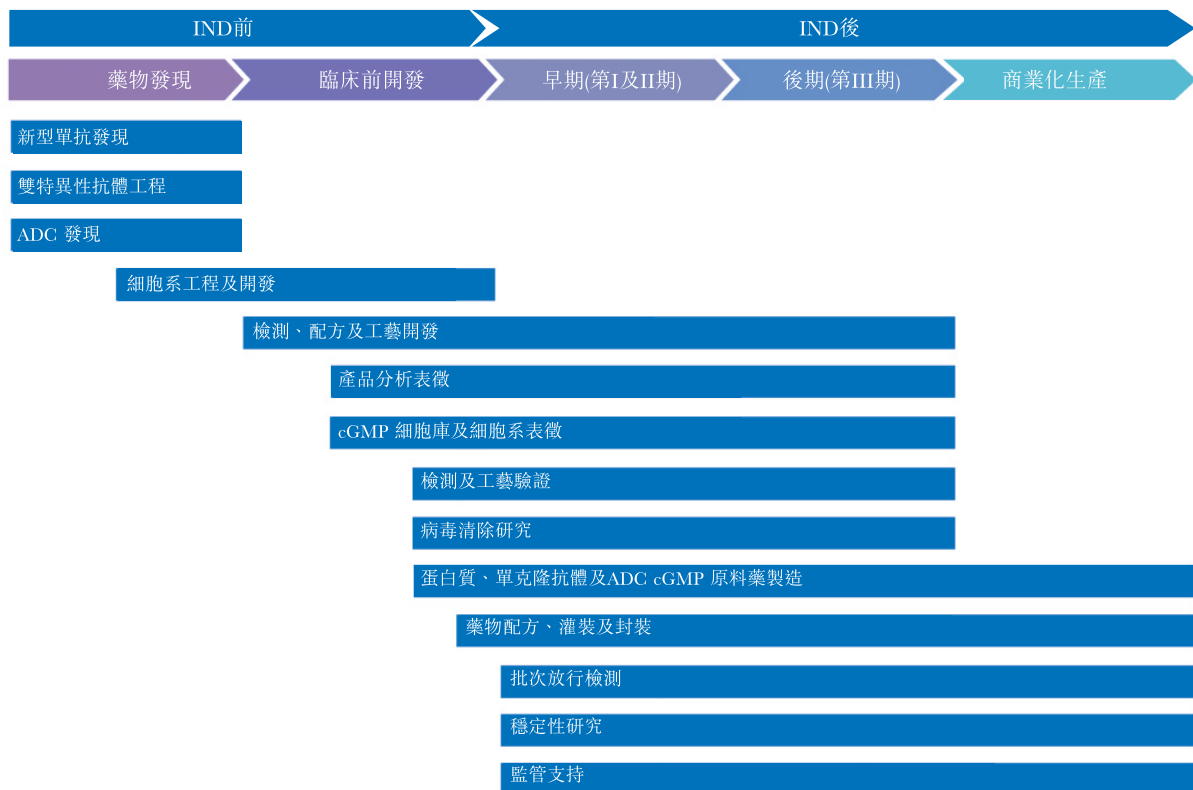 IND前
IND後
藥物發現
臨床前開發
早期(第I及II期)
後期(第III期)
商業化生產
新型單抗發現
雙特異性抗體工程
ADC 發現
細胞系工程及開發
檢測、配方及工藝開發
產品分析表徵
cGMP 細胞庫及細胞系表徵
檢測及工藝驗證
病毒清除研究
蛋白質、單克隆抗體及ADC cGMP 原料藥製造
藥物配方、灌裝及封裝
批次放行檢測
穩定性研究
監管支持